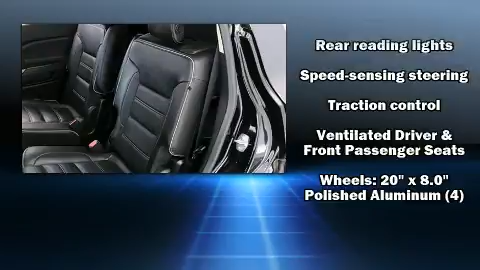 Rear reading lights
Speed-sensing steering
Traction control
Ventilated Driver &
Front Passenger Seats
Wheels: 20" x 8.0"
Polished Aluminum (4)